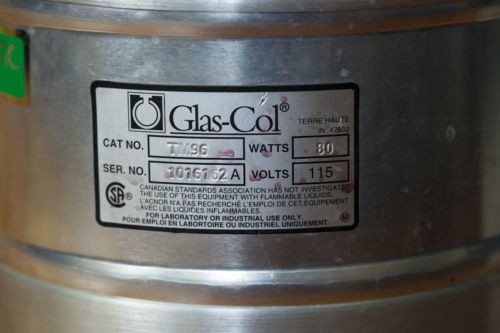 Glas-Col®
TERRE HAUTE
IN 47802
CAT NO. TM96 WATTS 80
SER. NO. 1016162A VOLTS 115
CANADIAN STANDARDS ASSOCIATION HAS NOT INVESTIGATED
THE USE OF THIS EQUIPMENT WITH FLAMMABLE LIQUIDS.
L'ACNOR N'A PAS RECHERCHÉ L'EMPLOI DE CET EQUIPEMENT
AVEC LES LIQUIDES INFLAMMABLES.
FOR LABORATORY OR INDUSTRIAL USE ONLY.
POUR EMPLOI EN LABORTOIRE OU INDUSTRIEL UNIQUEMENT.